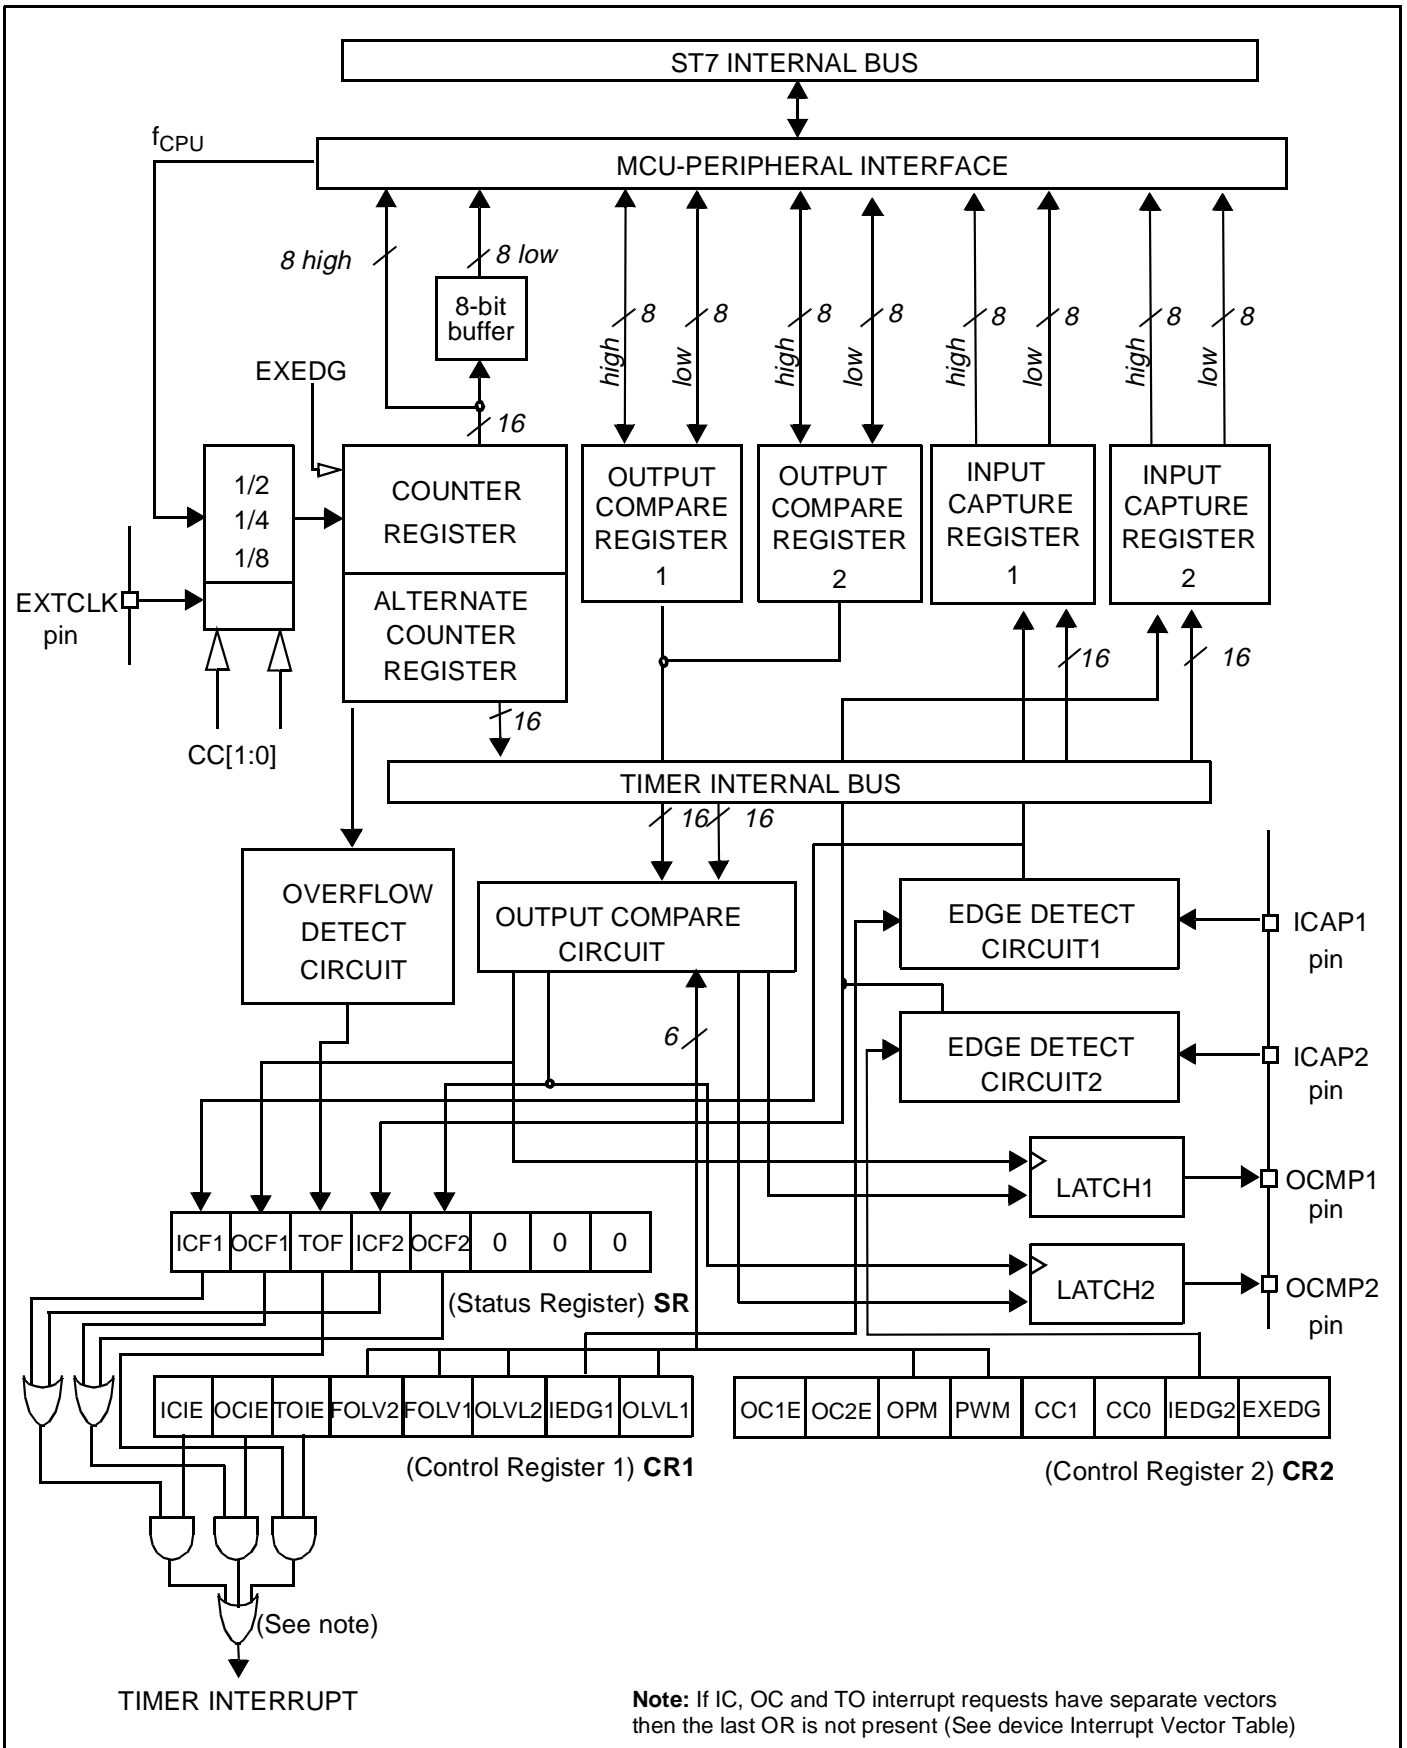 ST7 INTERNAL BUS
fCPU
MCU-PERIPHERAL INTERFACE
8 high
8 low
8-bit
buffer
8
8
8
8
8
8
8
8
high
low
high
low
high
low
high
low
EXEDG
16
1/2
1/4
1/8
COUNTER
REGISTER
OUTPUT
COMPARE
REGISTER
1
OUTPUT
COMPARE
REGISTER
2
INPUT
CAPTURE
REGISTER
1
INPUT
CAPTURE
REGISTER
2
EXTCLK
pin
ALTERNATE
COUNTER
REGISTER
16
16
16
CC[1:0]
TIMER INTERNAL BUS
16
16
OVERFLOW
DETECT
CIRCUIT
OUTPUT COMPARE
CIRCUIT
EDGE DETECT
CIRCUIT1
ICAP1
pin
6
EDGE DETECT
CIRCUIT2
ICAP2
pin
LATCH1
OCMP1
pin
ICF1 OCF1 TOF ICF2 OCF2 0 0 0
(Status Register) SR
LATCH2
OCMP2
pin
ICIE OCIE TOIE FOLV2 FOLV1 OLVL2 IEDG1 OLVL1
(Control Register 1) CR1
OC1E OC2E OPM PWM CC1 CC0 IEDG2 EXEDG
(Control Register 2) CR2
(See note)
TIMER INTERRUPT
Note: If IC, OC and TO interrupt requests have separate vectors
then the last OR is not present (See device Interrupt Vector Table)